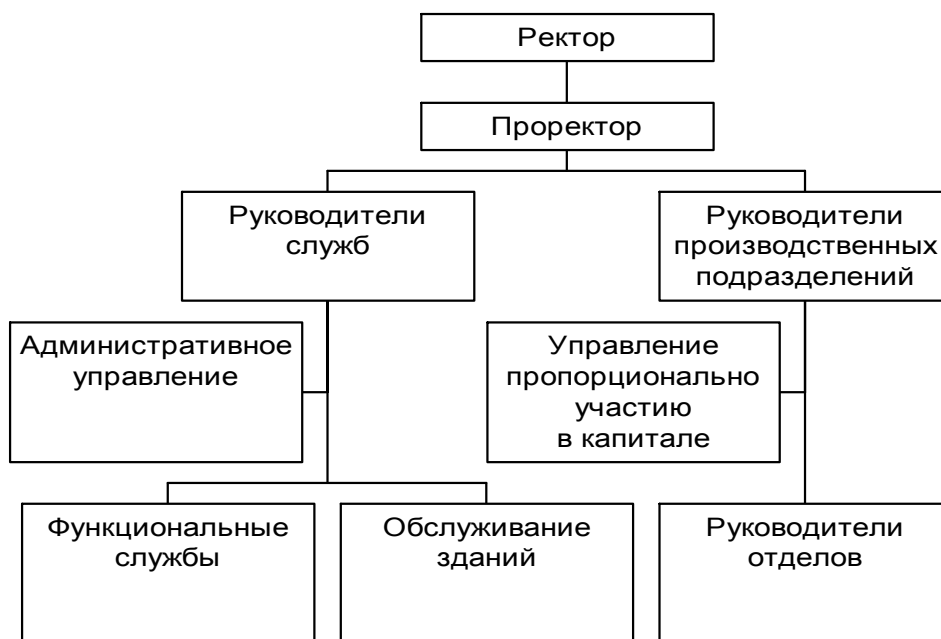 Ректор
Проректор
Руководители
служб
Руководители
производственных
подразделений
Административное
управление
Управление
пропорционально
участию
в капитале
Функциональные
службы
Обслуживание
зданий
Руководители
отделов